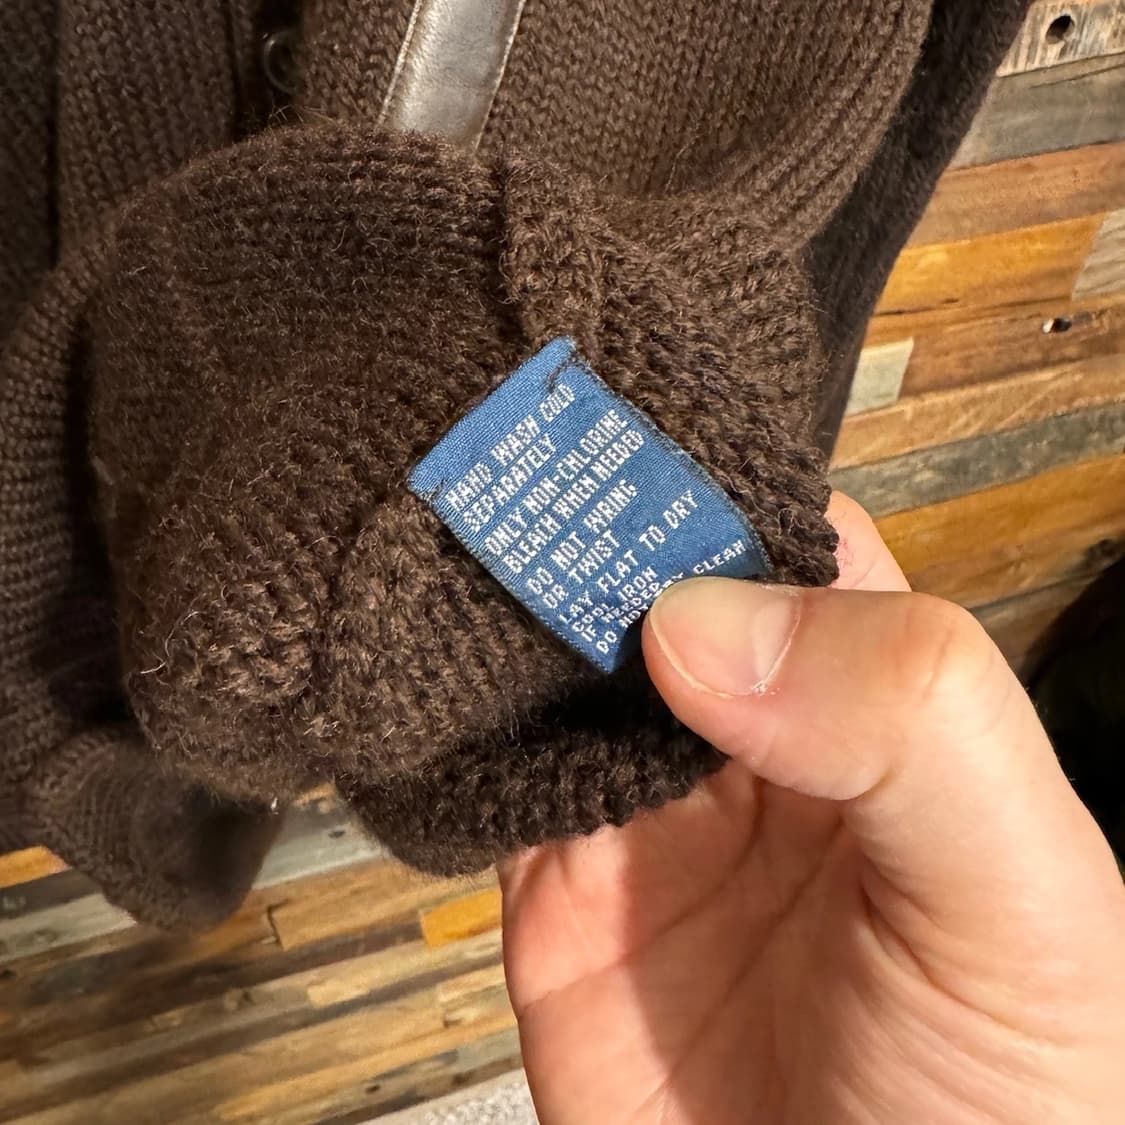 HAND WASH COLD
SEPARATELY
ONLY NON-CHLORINE
BLEAH WHEN NEEDED
DO NOT WRING
OR TWIST
LAY FLAT TO DRY
COOL IRON
IF NEEDED
DO NOT DRY CLEAN